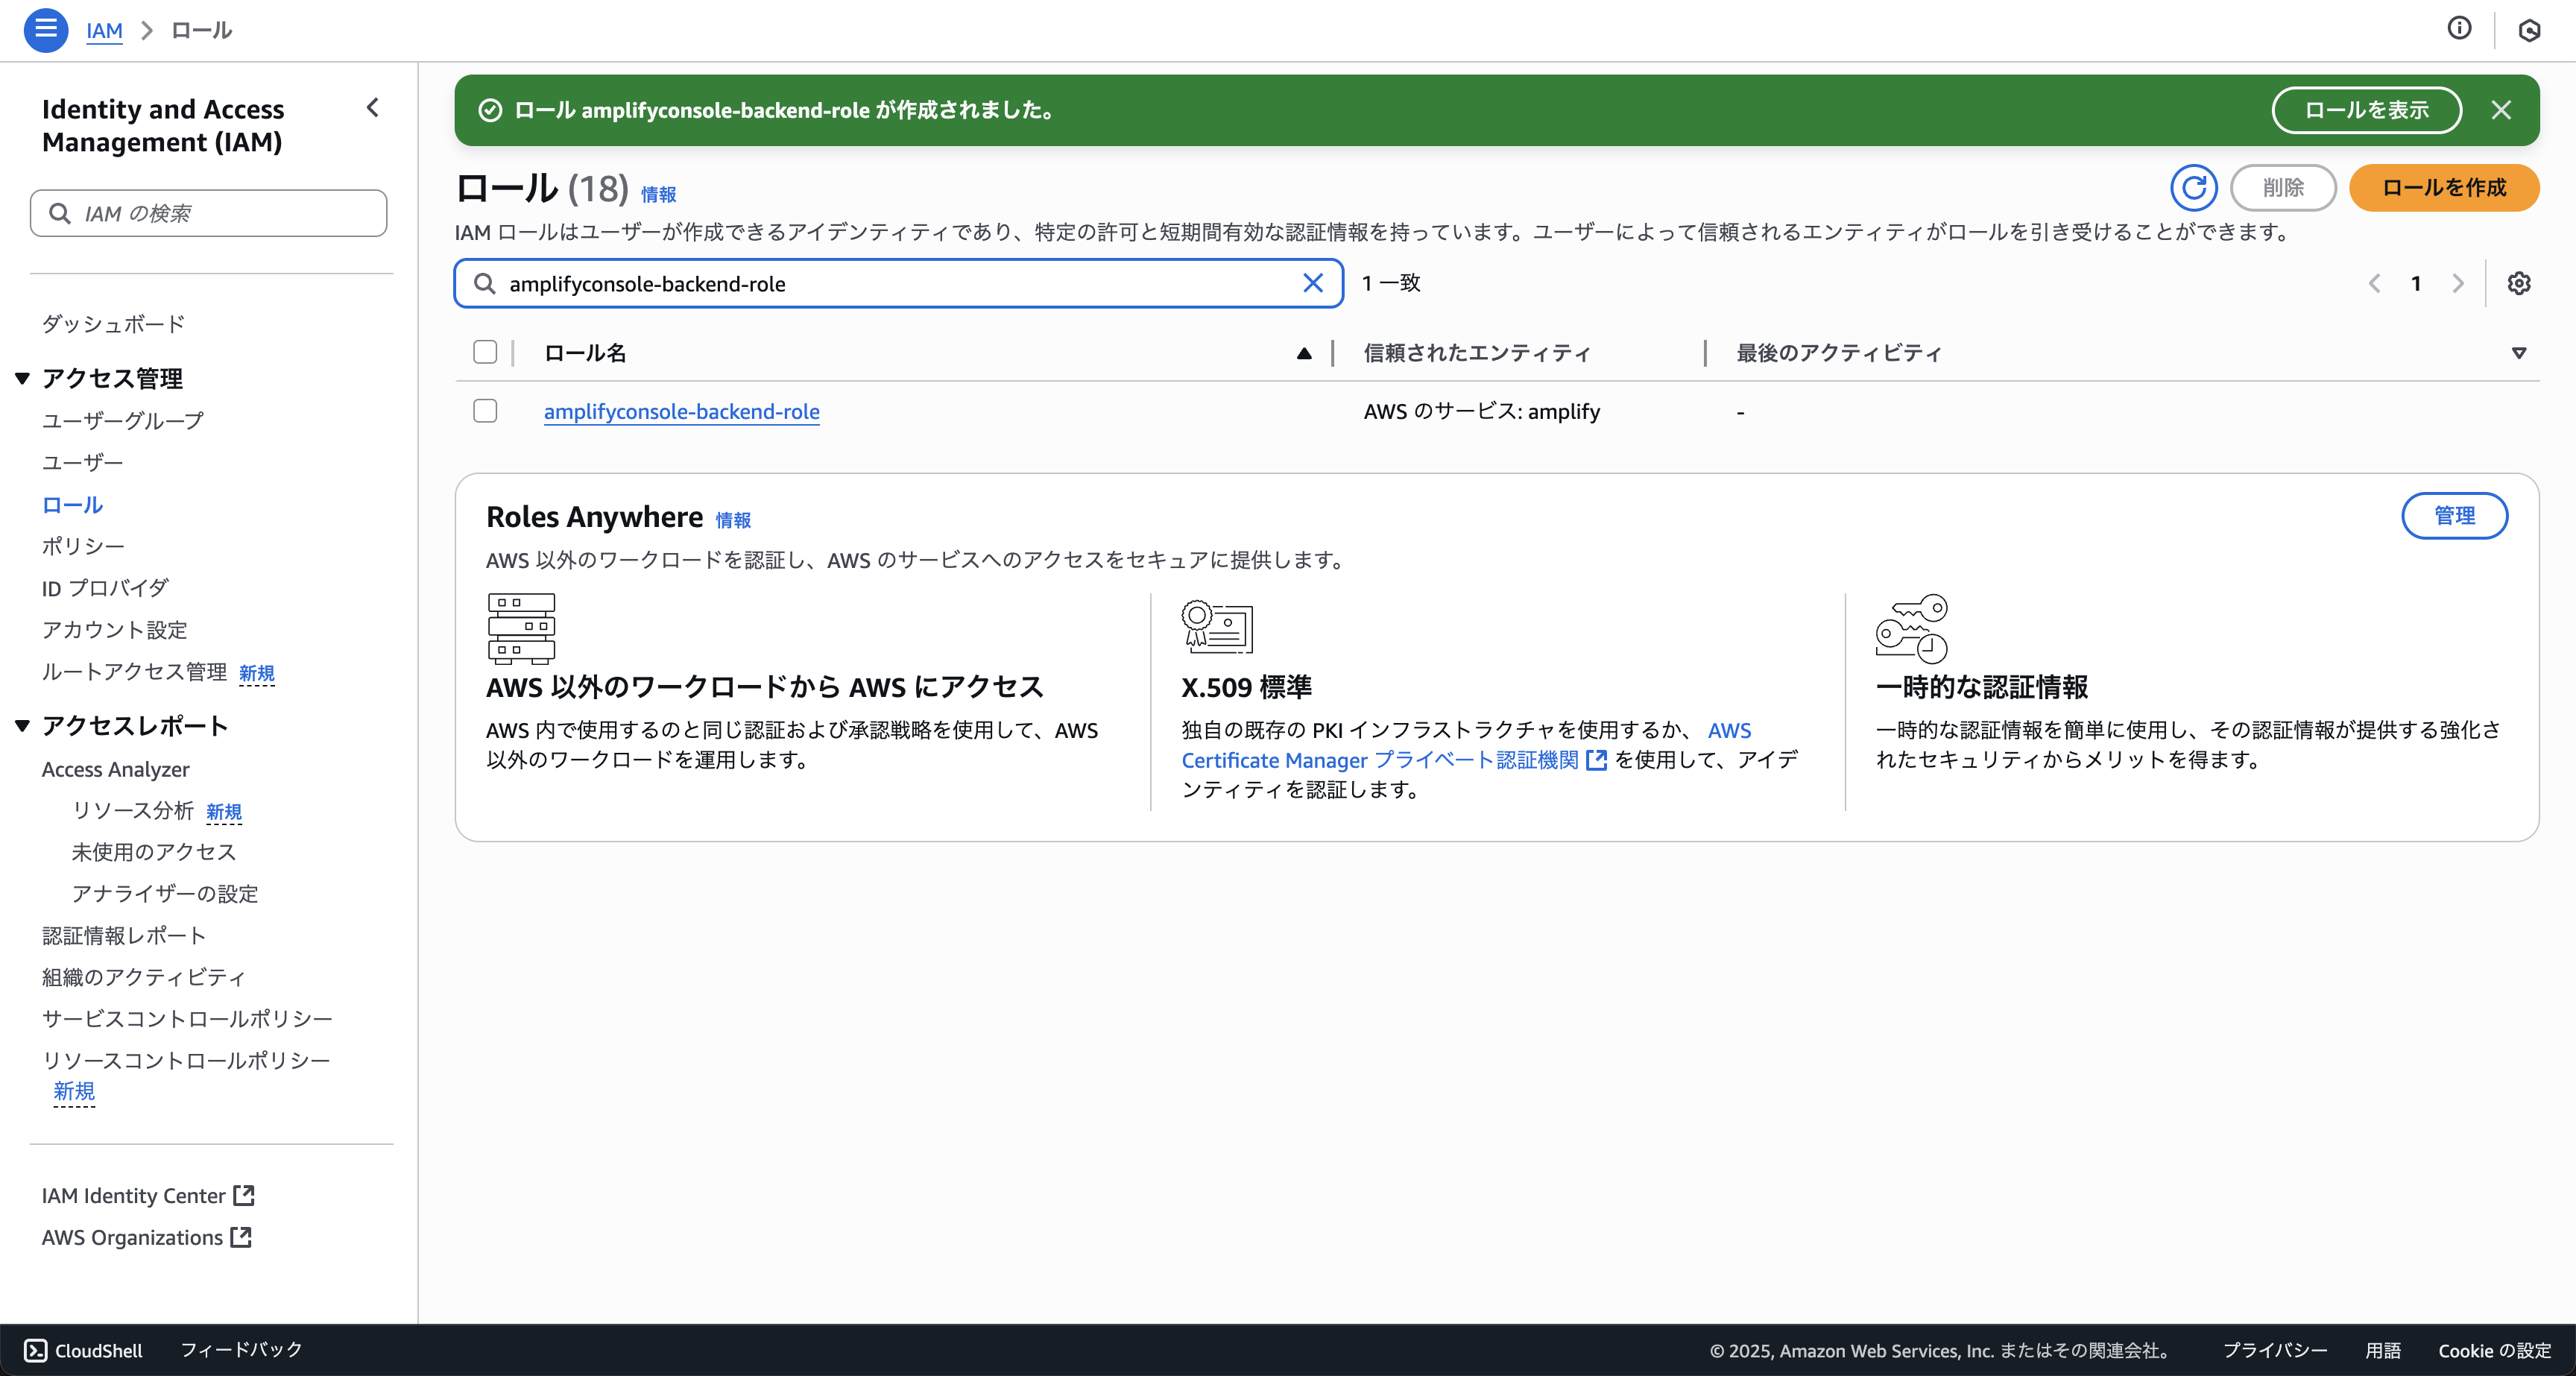 IAM
ロール
Identity and Access
Management (IAM)
IAM の検索
ダッシュボード
アクセス管理
ユーザーグループ
ユーザー
ロール
ポリシー
ID プロバイダ
アカウント設定
ルートアクセス管理 新規
アクセスレポート
Access Analyzer
リソース分析 新規
未使用のアクセス
アナライザーの設定
認証情報レポート
組織のアクティビティ
サービスコントロールポリシー
リソースコントロールポリシー
新規
IAM Identity Center
AWS Organizations
ロール amplifyconsole-backend-role が作成されました。
ロールを表示
ロール (18) 情報
削除
ロールを作成
IAM ロールはユーザーが作成できるアイデンティティであり、特定の許可と短期間有効な認証情報を持っています。ユーザーによって信頼されるエンティティがロールを引き受けることができます。
amplifyconsole-backend-role
1 一致
1
ロール名
信頼されたエンティティ
最後のアクティビティ
amplifyconsole-backend-role
AWS のサービス: amplify
-
Roles Anywhere 情報
管理
AWS 以外のワークロードを認証し、AWS のサービスへのアクセスをセキュアに提供します。
AWS 以外のワークロードから AWS にアクセス
AWS 内で使用するのと同じ認証および承認戦略を使用して、AWS
以外のワークロードを運用します。
X.509 標準
独自の既存の PKI インフラストラクチャを使用するか、 AWS
Certificate Manager プライベート認証機関 を使用して、アイデ
ンティティを認証します。
一時的な認証情報
一時的な認証情報を簡単に使用し、その認証情報が提供する強化さ
れたセキュリティからメリットを得ます。
CloudShell
フィードバック
© 2025, Amazon Web Services, Inc. またはその関連会社。
プライバシー
用語
Cookie の設定